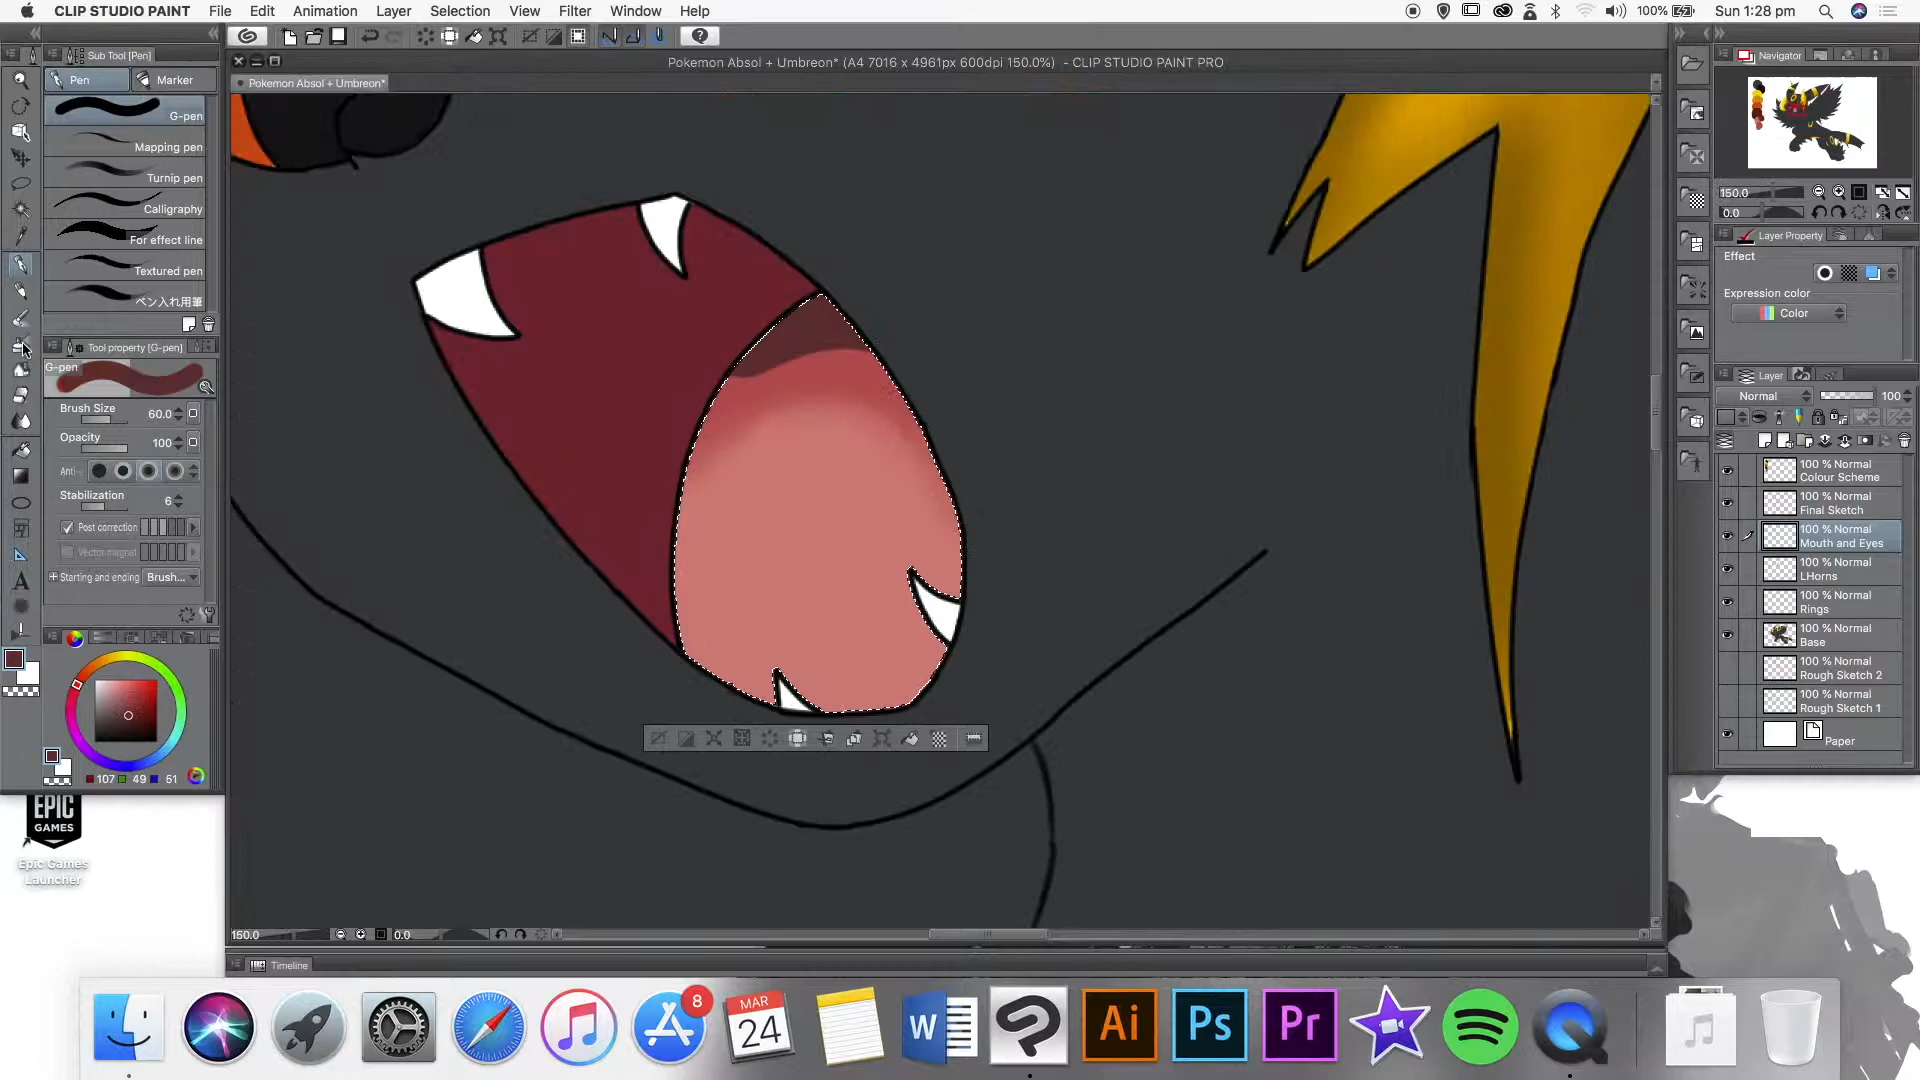 CLIP STUDIO PAINT File Edit Animation Layer Selection View Filter Window Help 100% Sun 1:28 pm
Sub Tool [Pen]
Pen Marker
G-pen
Mapping pen
Turnip pen
Calligraphy
For effect line
Textured pen
ペン入れ用筆
Tool property [G-pen]
G-pen
Brush Size 60.0
Opacity 100
Anti-
Stabilization 6
Post correction
Vector magnet
Starting and ending Brush...
107 49 51
Pokemon Absol + Umbreon* (A4 7016 x 4961px 600dpi 150.0%) - CLIP STUDIO PAINT PRO
Pokemon Absol + Umbreon*
150.0 0.0
Timeline
Navigator
150.0
0.0
Layer Property
Effect
Expression color
Color
Layer
Normal 100
100 % Normal
Colour Scheme
100 % Normal
Final Sketch
100 % Normal
Mouth and Eyes
100 % Normal
LHorns
100 % Normal
Rings
100 % Normal
Base
100 % Normal
Rough Sketch 2
100 % Normal
Rough Sketch 1
Paper
EPIC
GAMES
Epic Games
Launcher
8
MAR
24
W
Ai
Ps
Pr